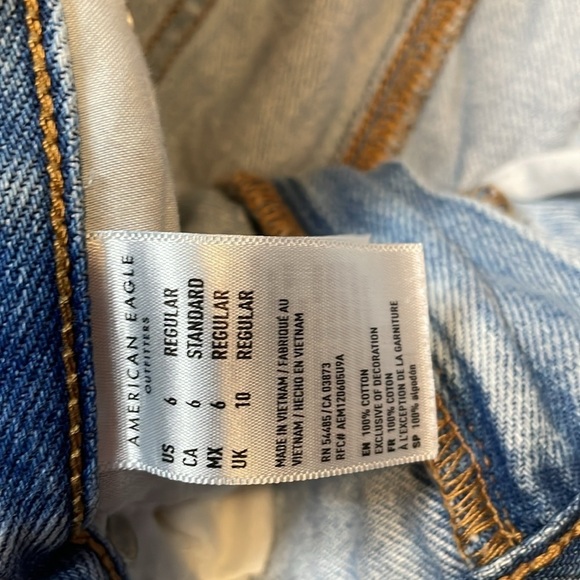 AMERICAN EAGLE
OUTFITTERS
US 6 REGULAR
CA 6 STANDARD
MX 6 REGULAR
UK 10 REGULAR
MADE IN VIETNAM / FABRIQUÉ AU
VIETNAM / HECHO EN VIETNAM
RN 54485 / CA 03873
RFC# AEM120605U9A
EN 100% COTTON
EXCLUSIVE OF DECORATION
FR 100% COTON
À L'EXCEPTION DE LA GARNITURE
SP 100% algodón